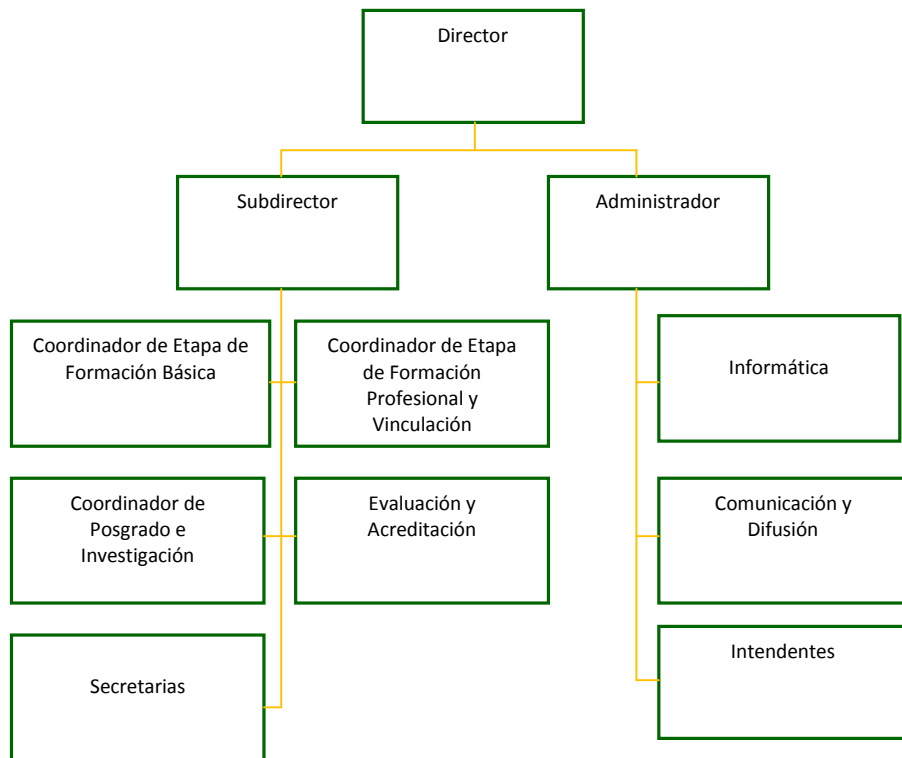 Director
Subdirector
Administrador
Coordinador de Etapa de
Formación Básica
Coordinador de Etapa
de Formación
Profesional y
Vinculación
Informática
Coordinador de
Posgrado e
Investigación
Evaluación y
Acreditación
Comunicación y
Difusión
Secretarias
Intendentes